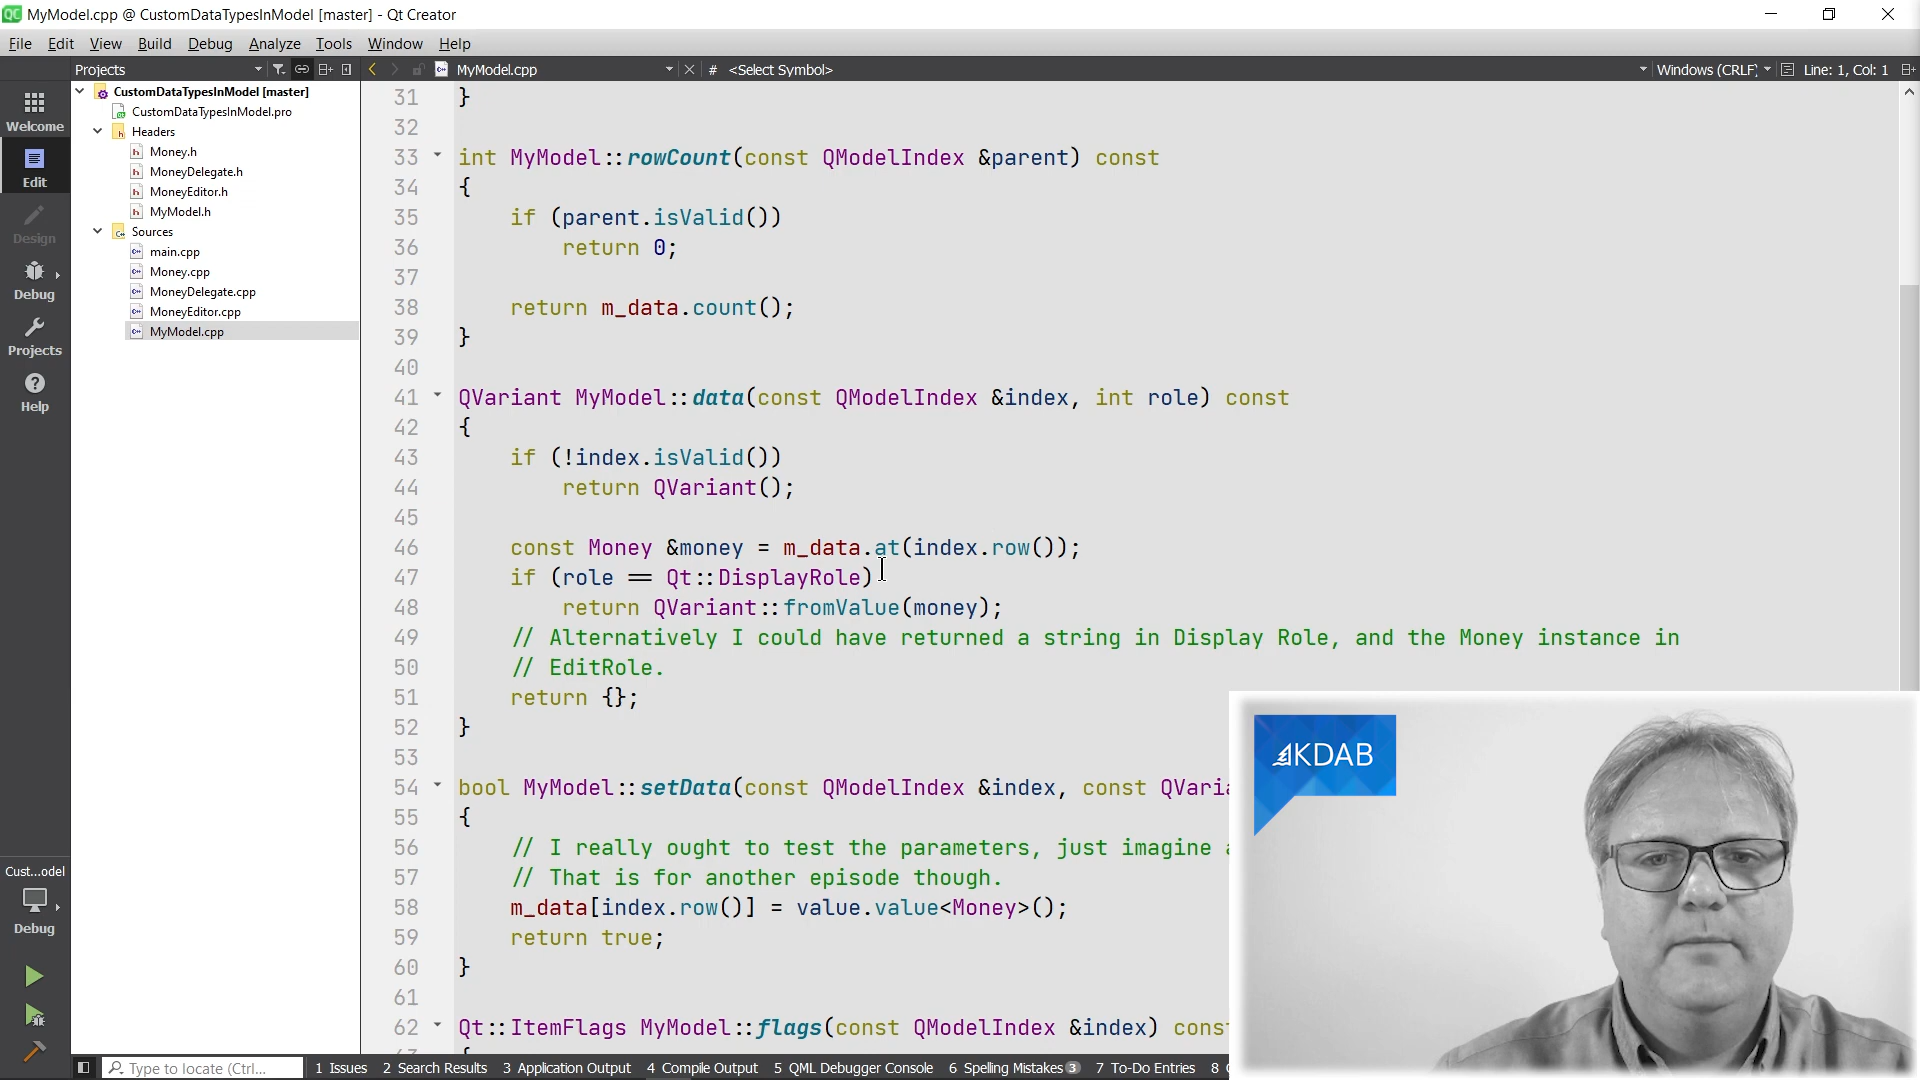 MyModel.cpp @ CustomDataTypesInModel [master] - Qt Creator
File Edit View Build Debug Analyze Tools Window Help
Projects
MyModel.cpp
# <Select Symbol>
Windows (CRLF)
Line: 1, Col: 1
Welcome
Edit
Design
Debug
Projects
Help
Cust...odel
Debug
CustomDataTypesInModel [master]
CustomDataTypesInModel.pro
Headers
Money.h
MoneyDelegate.h
MoneyEditor.h
MyModel.h
Sources
main.cpp
Money.cpp
MoneyDelegate.cpp
MoneyEditor.cpp
MyModel.cpp
31 }
32
33 int MyModel::rowCount(const QModelIndex &parent) const
34 {
35 if (parent.isValid())
36 return 0;
37
38 return m_data.count();
39 }
40
41 QVariant MyModel::data(const QModelIndex &index, int role) const
42 {
43 if (!index.isValid())
44 return QVariant();
45
46 const Money &money = m_data.at(index.row());
47 if (role == Qt::DisplayRole)
48 return QVariant::fromValue(money);
49 // Alternatively I could have returned a string in Display Role, and the Money instance in
50 // EditRole.
51 return {};
52 }
53
54 bool MyModel::setData(const QModelIndex &index, const QVaria
55 {
56 // I really ought to test the parameters, just imagine
57 // That is for another episode though.
58 m_data[index.row()] = value.value<Money>();
59 return true;
60 }
61
62 Qt::ItemFlags MyModel::flags(const QModelIndex &index) cons
KDAB
Type to locate (Ctrl...
1 Issues 2 Search Results 3 Application Output 4 Compile Output 5 QML Debugger Console 6 Spelling Mistakes 3 7 To-Do Entries 8